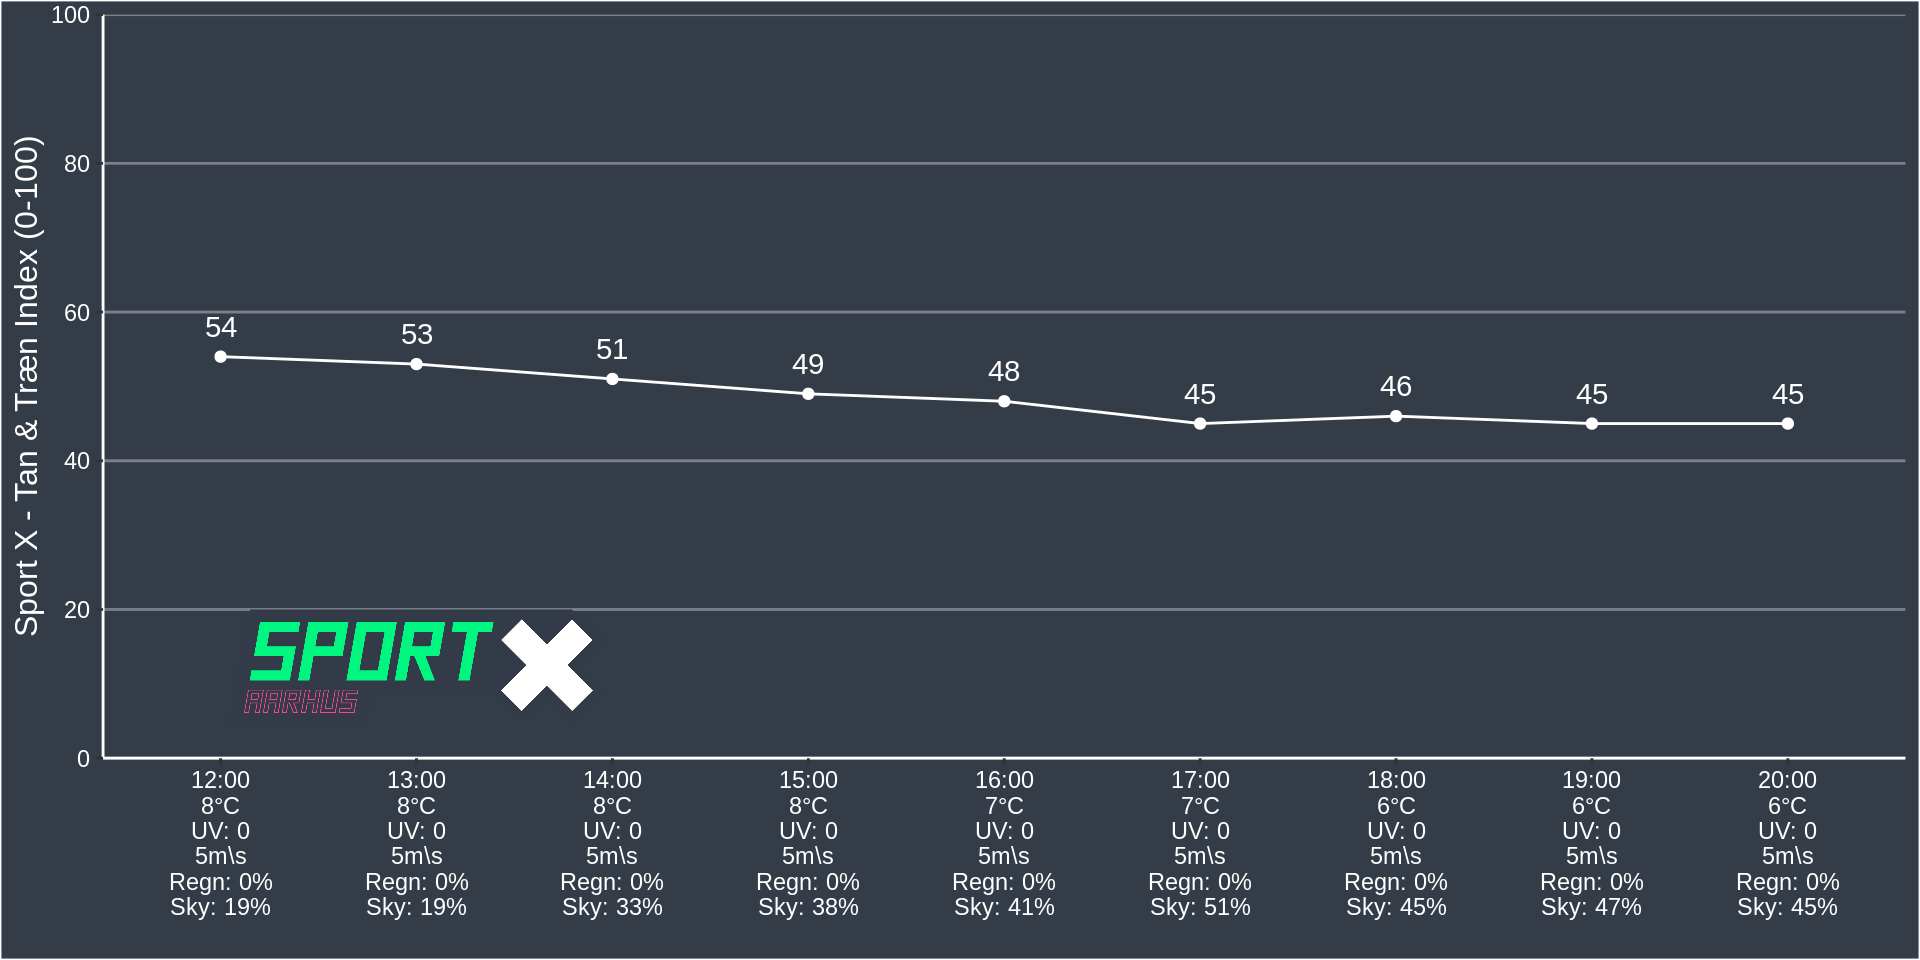 Sport X - Tan & Træn Index (0-100)
100
80
60
40
20
0
54 53 51 49 48 45 46 45 45
SPORT X
AARHUS
12:00 13:00 14:00 15:00 16:00 17:00 18:00 19:00 20:00
8°C 8°C 8°C 8°C 7°C 7°C 6°C 6°C 6°C
UV: 0 UV: 0 UV: 0 UV: 0 UV: 0 UV: 0 UV: 0 UV: 0 UV: 0
5m\s 5m\s 5m\s 5m\s 5m\s 5m\s 5m\s 5m\s 5m\s
Regn: 0% Regn: 0% Regn: 0% Regn: 0% Regn: 0% Regn: 0% Regn: 0% Regn: 0% Regn: 0%
Sky: 19% Sky: 19% Sky: 33% Sky: 38% Sky: 41% Sky: 51% Sky: 45% Sky: 47% Sky: 45%